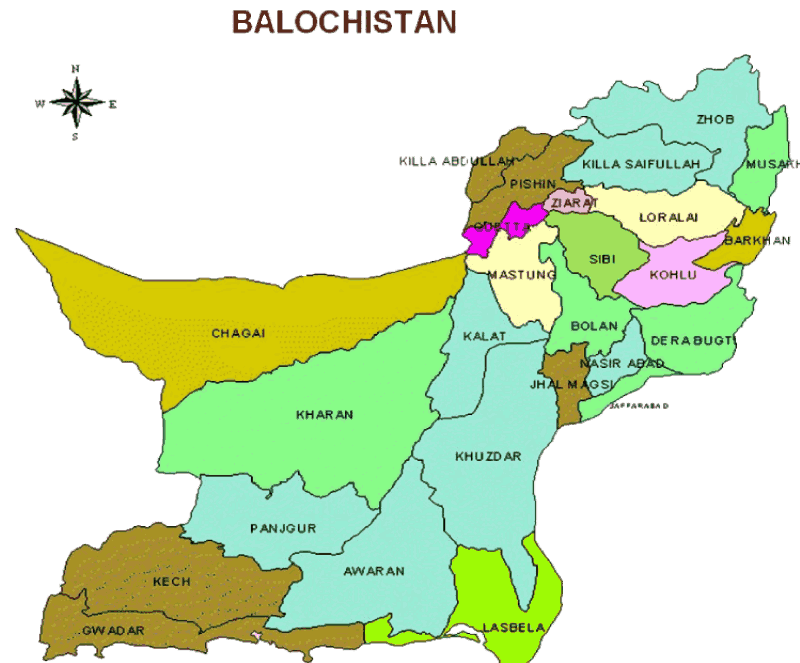 BALOCHISTAN
N
W E
S
ZHOB
KILLA ABDULLAH
KILLA SAIFULLAH
MUSAKH
PISHIN
ZIARAT
LORALAI
QUETTA
BARKHAN
SIBI
MASTUNG
KOHLU
BOLAN
CHAGAI
KALAT
DERABUGTI
NASIR ABAD
JHAL MAGSI
JAFFARABAD
KHARAN
KHUZDAR
PANJGUR
AWARAN
KECH
GWADAR
LASBELA